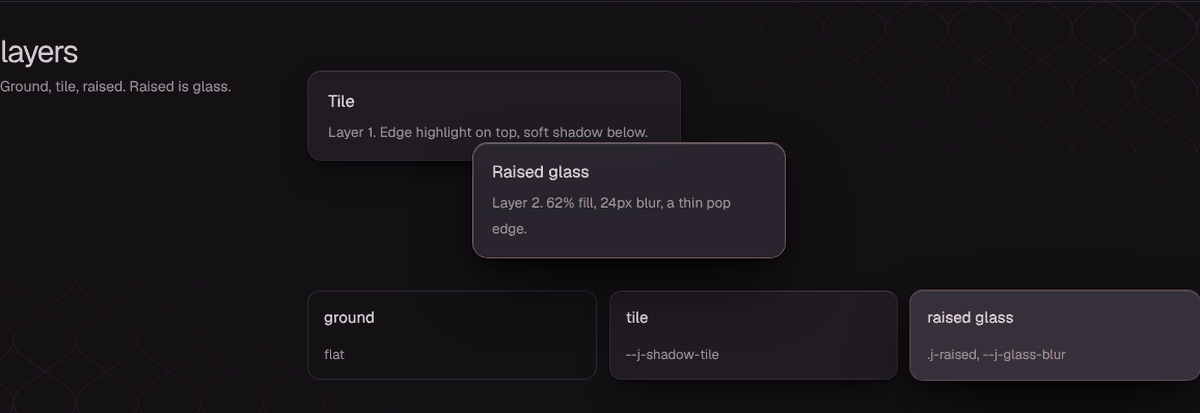 layers
Ground, tile, raised. Raised is glass.
Tile
Layer 1. Edge highlight on top, soft shadow below.
Raised glass
Layer 2. 62% fill, 24px blur, a thin pop
edge.
ground
flat
tile
--j-shadow-tile
raised glass
.j-raised, --j-glass-blur